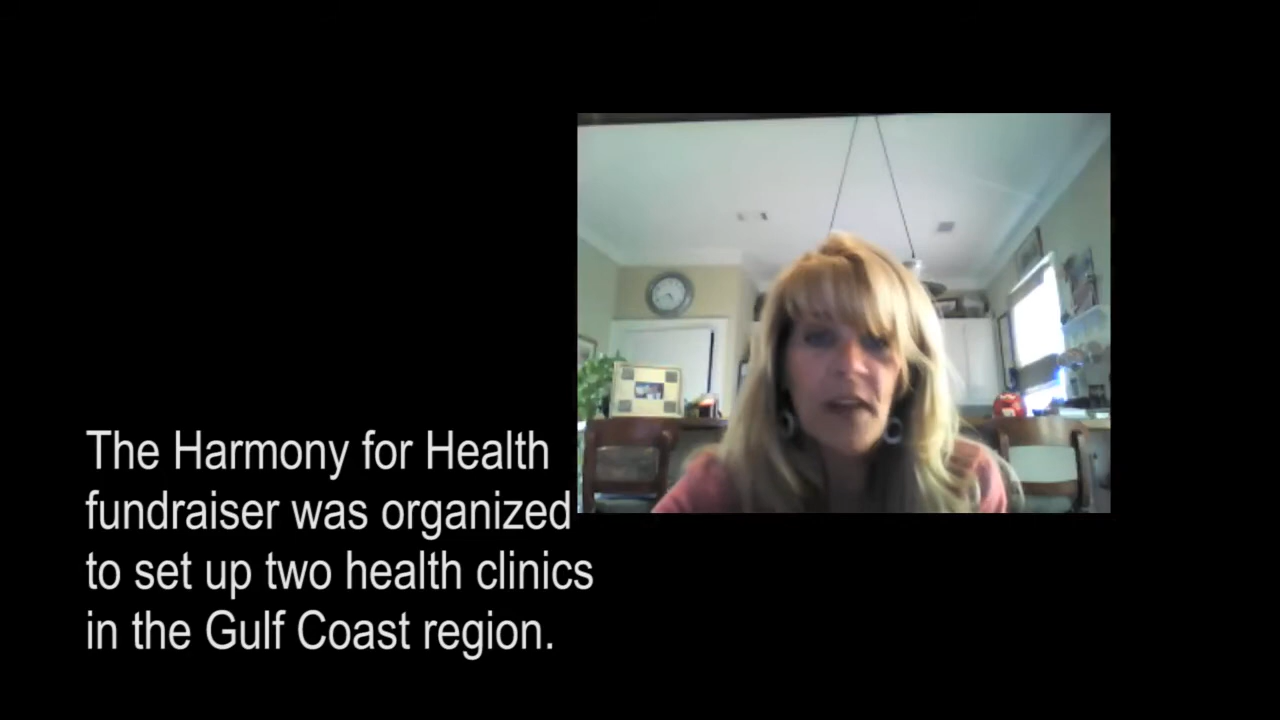 The Harmony for Health
fundraiser was organized
to set up two health clinics
in the Gulf Coast region.